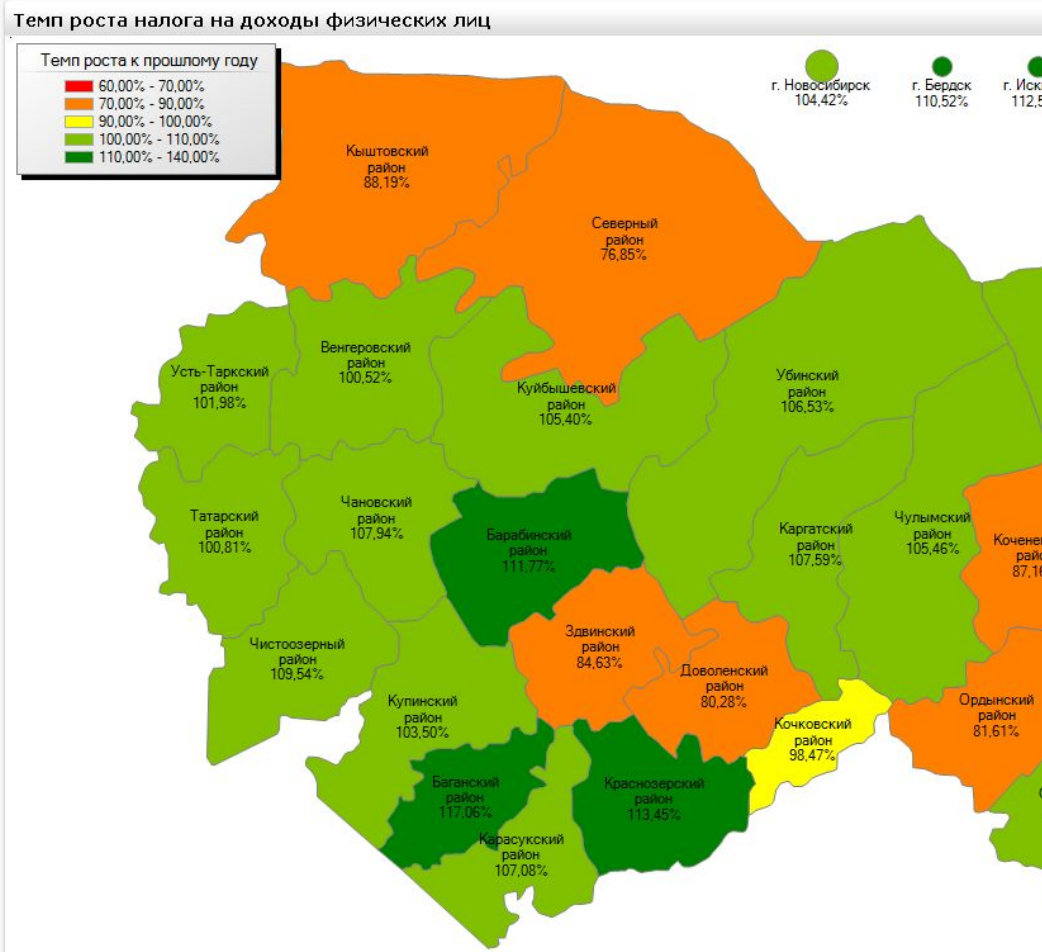 Темп роста налога на доходы физических лиц
Темп роста к прошлому году
60,00% - 70,00%
70,00% - 90,00%
90,00% - 100,00%
100,00% - 110,00%
110,00% - 140,00%
г. Новосибирск
104,42%
г. Бердск
110,52%
г.
Кыштовский
район
88,19%
Северный
район
76,85%
Венгеровский
район
100,52%
Усть-Таркский
район
101,98%
Куйбышевский
район
105,40%
Убинский
район
106,53%
Татарский
район
100,81%
Чановский
район
107,94%
Барабинский
район
111,77%
Каргатский
район
107,59%
Чулымский
район
105,46%
Чистоозерный
район
109,54%
Здвинский
район
84,63%
Доволенский
район
80,28%
Купинский
район
103,50%
Кочковский
район
98,47%
Ордынский
район
81,61%
Баганский
район
117,06%
Краснозерский
район
113,45%
Карасукский
район
107,08%